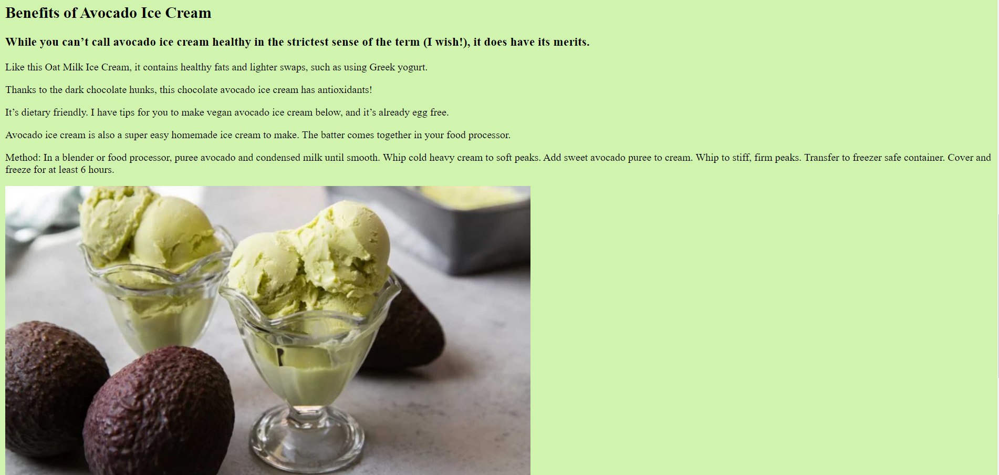 Benefits of Avocado Ice Cream
While you can’t call avocado ice cream healthy in the strictest sense of the term (I wish!), it does have its merits.
Like this Oat Milk Ice Cream, it contains healthy fats and lighter swaps, such as using Greek yogurt.
Thanks to the dark chocolate hunks, this chocolate avocado ice cream has antioxidants!
It’s dietary friendly. I have tips for you to make vegan avocado ice cream below, and it’s already egg free.
Avocado ice cream is also a super easy homemade ice cream to make. The batter comes together in your food processor.
Method: In a blender or food processor, puree avocado and condensed milk until smooth. Whip cold heavy cream to soft peaks. Add sweet avocado puree to cream. Whip to stiff, firm peaks. Transfer to freezer safe container. Cover and
freeze for at least 6 hours.